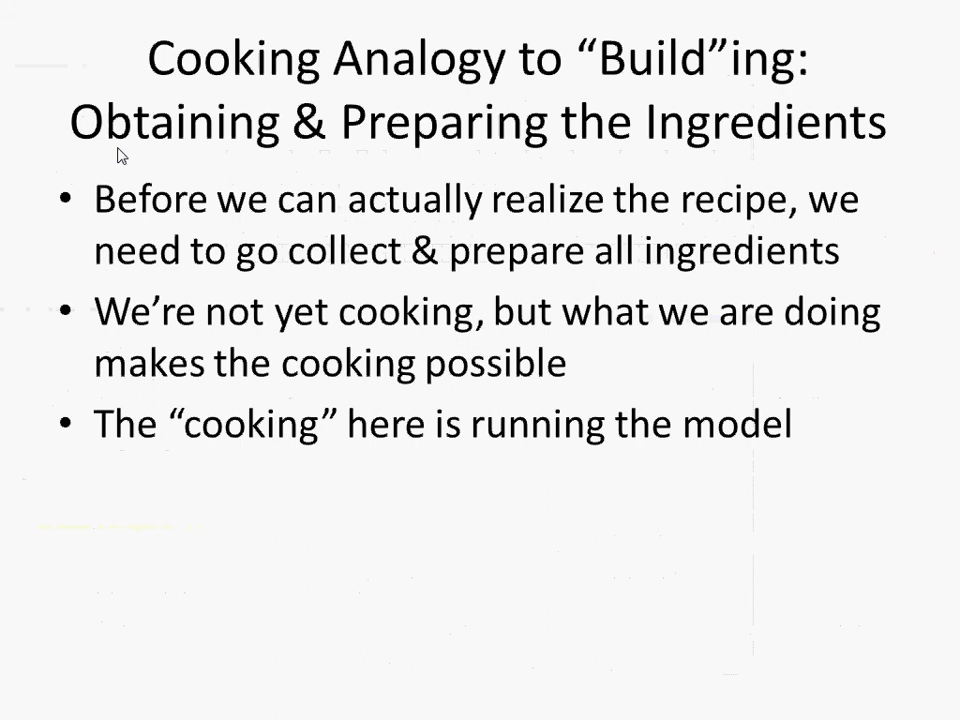 Cooking Analogy to “Build”ing:
Obtaining & Preparing the Ingredients
• Before we can actually realize the recipe, we
need to go collect & prepare all ingredients
• We’re not yet cooking, but what we are doing
makes the cooking possible
• The “cooking” here is running the model